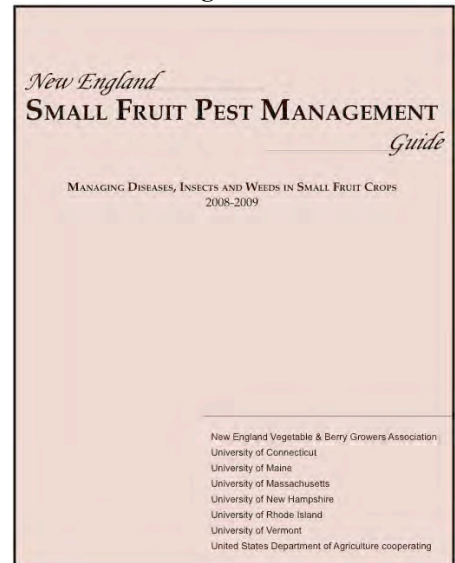 New England
SMALL FRUIT PEST MANAGEMENT
Guide
MANAGING DISEASES, INSECTS AND WEEDS IN SMALL FRUIT CROPS
2008-2009
New England Vegetable & Berry Growers Association
University of Connecticut
University of Maine
University of Massachusetts
University of New Hampshire
University of Rhode Island
University of Vermont
United States Department of Agriculture cooperating